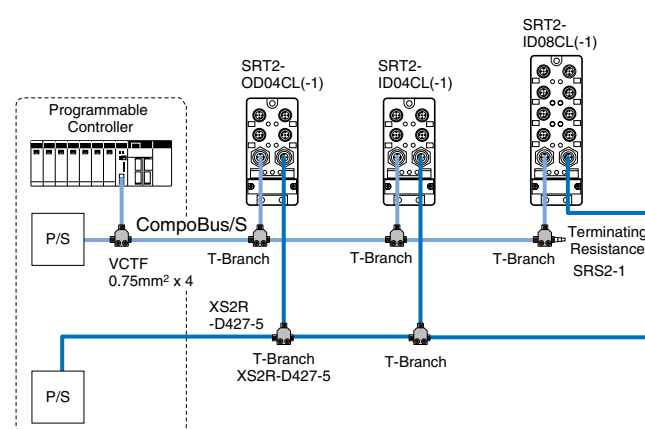 SRT2-
ID08CL(-1)
SRT2-
OD04CL(-1)
SRT2-
ID04CL(-1)
Programmable
Controller
P/S
CompoBus/S
VCTF
0.75mm² x 4
T-Branch
T-Branch
T-Branch
Terminating
Resistance
SRS2-1
XS2R
-D427-5
T-Branch
XS2R-D427-5
T-Branch
P/S